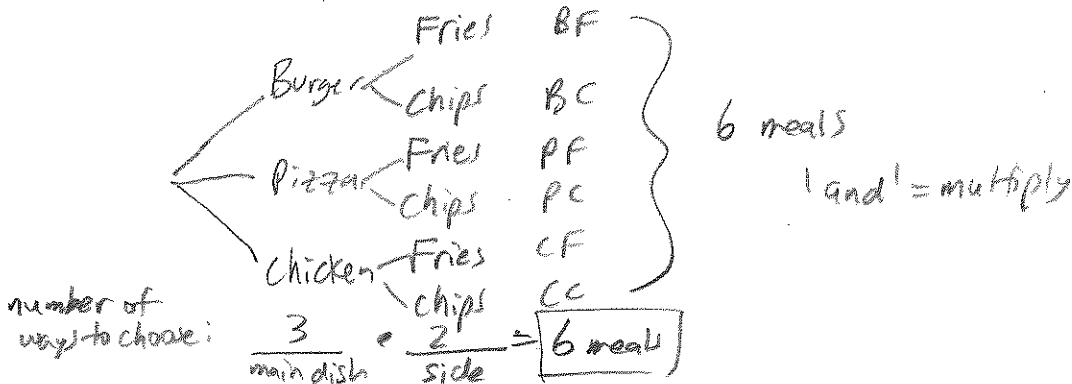 Fries BF
Burger
Chips BC
6 meals
Fries PF
Pizza
'and' = multiply
Chips PC
Fries CF
Chicken
Chips CC
number of
ways to choose: 3 • 2 = 6 meals
main dish side